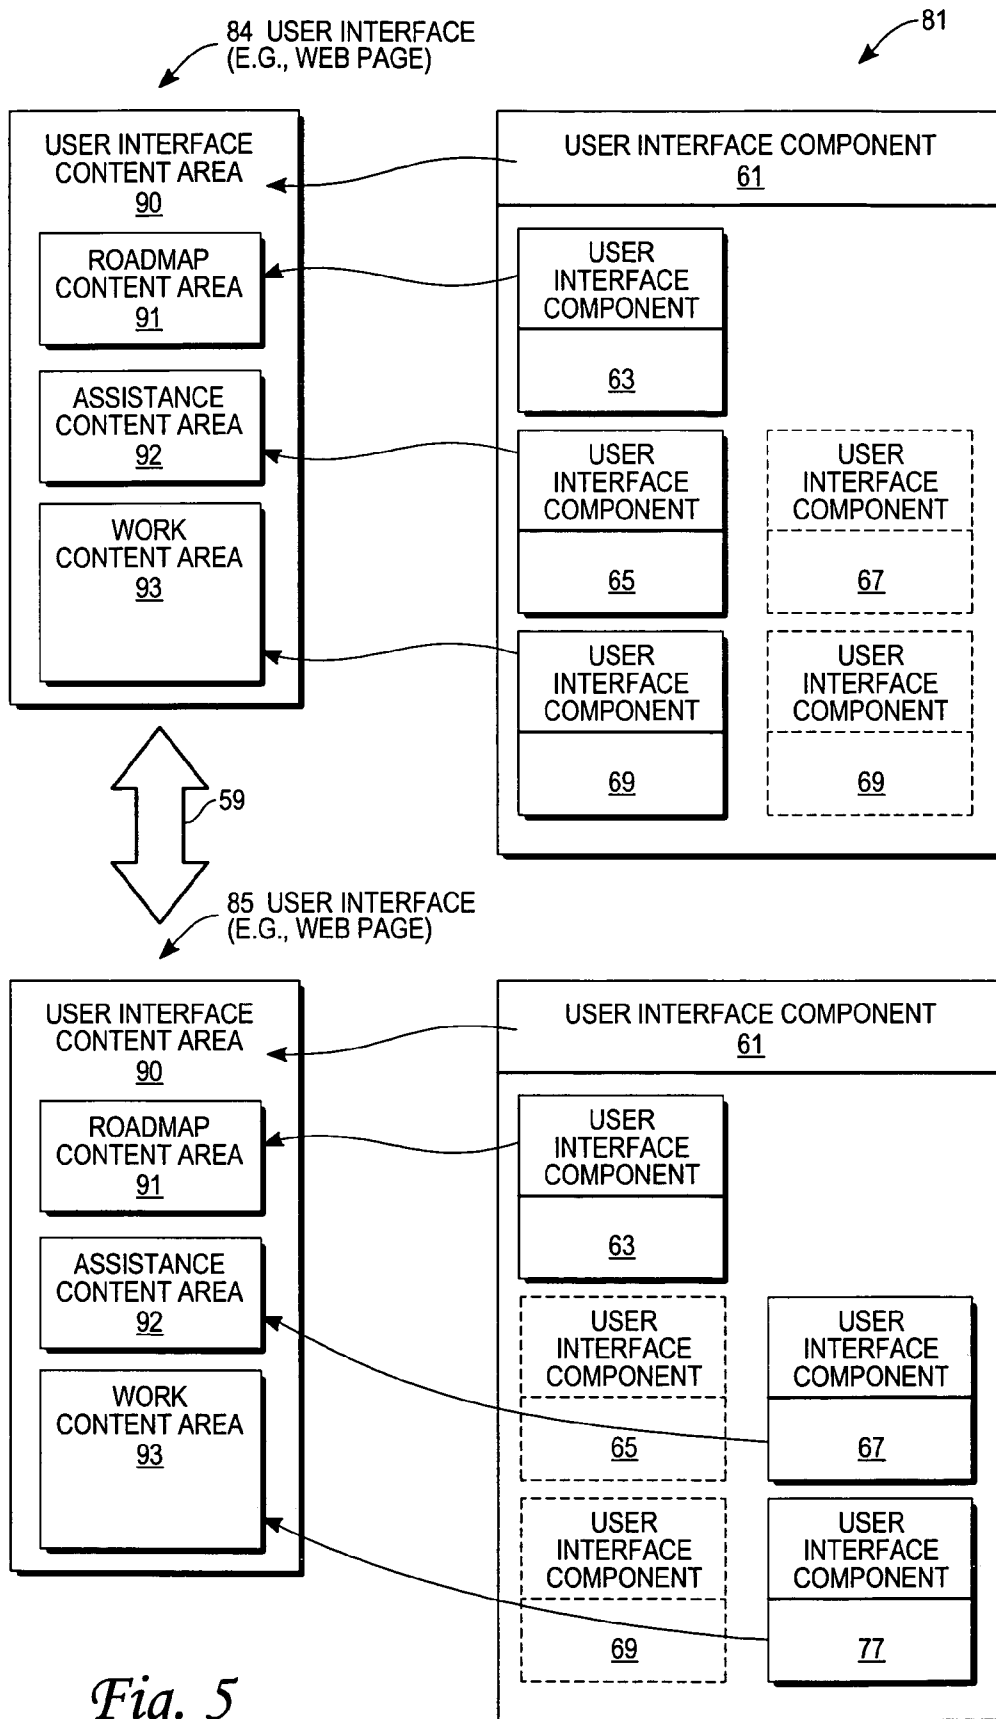 84 USER INTERFACE
(E.G., WEB PAGE)
81
USER INTERFACE
CONTENT AREA
90
ROADMAP
CONTENT AREA
91
ASSISTANCE
CONTENT AREA
92
WORK
CONTENT AREA
93
USER INTERFACE COMPONENT
61
USER
INTERFACE
COMPONENT
63
USER
INTERFACE
COMPONENT
65
USER
INTERFACE
COMPONENT
67
USER
INTERFACE
COMPONENT
69
USER
INTERFACE
COMPONENT
69
59
85 USER INTERFACE
(E.G., WEB PAGE)
USER INTERFACE
CONTENT AREA
90
ROADMAP
CONTENT AREA
91
ASSISTANCE
CONTENT AREA
92
WORK
CONTENT AREA
93
USER INTERFACE COMPONENT
61
USER
INTERFACE
COMPONENT
63
USER
INTERFACE
COMPONENT
65
USER
INTERFACE
COMPONENT
67
USER
INTERFACE
COMPONENT
69
USER
INTERFACE
COMPONENT
77
Fig. 5